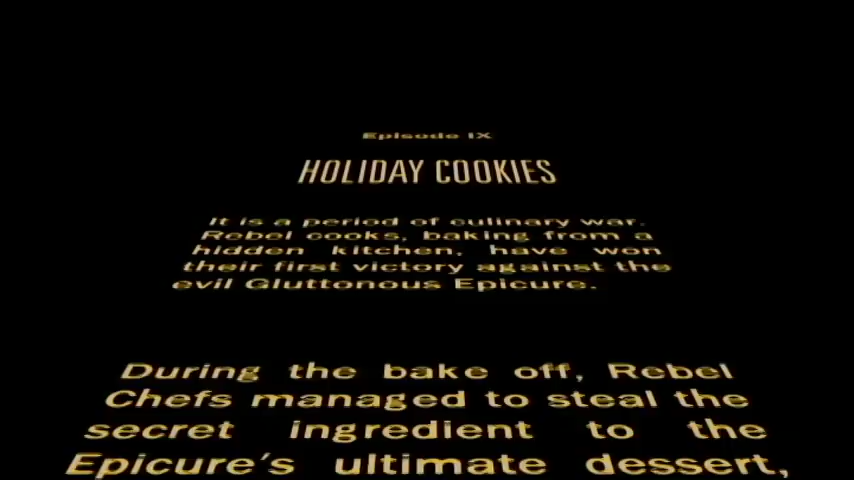 Episode IX
HOLIDAY COOKIES
It is a period of culinary war.
Rebel cooks, baking from a
hidden kitchen, have won
their first victory against the
evil Gluttonous Epicure.
During the bake off, Rebel
Chefs managed to steal the
secret ingredient to the
Epicure's ultimate dessert,